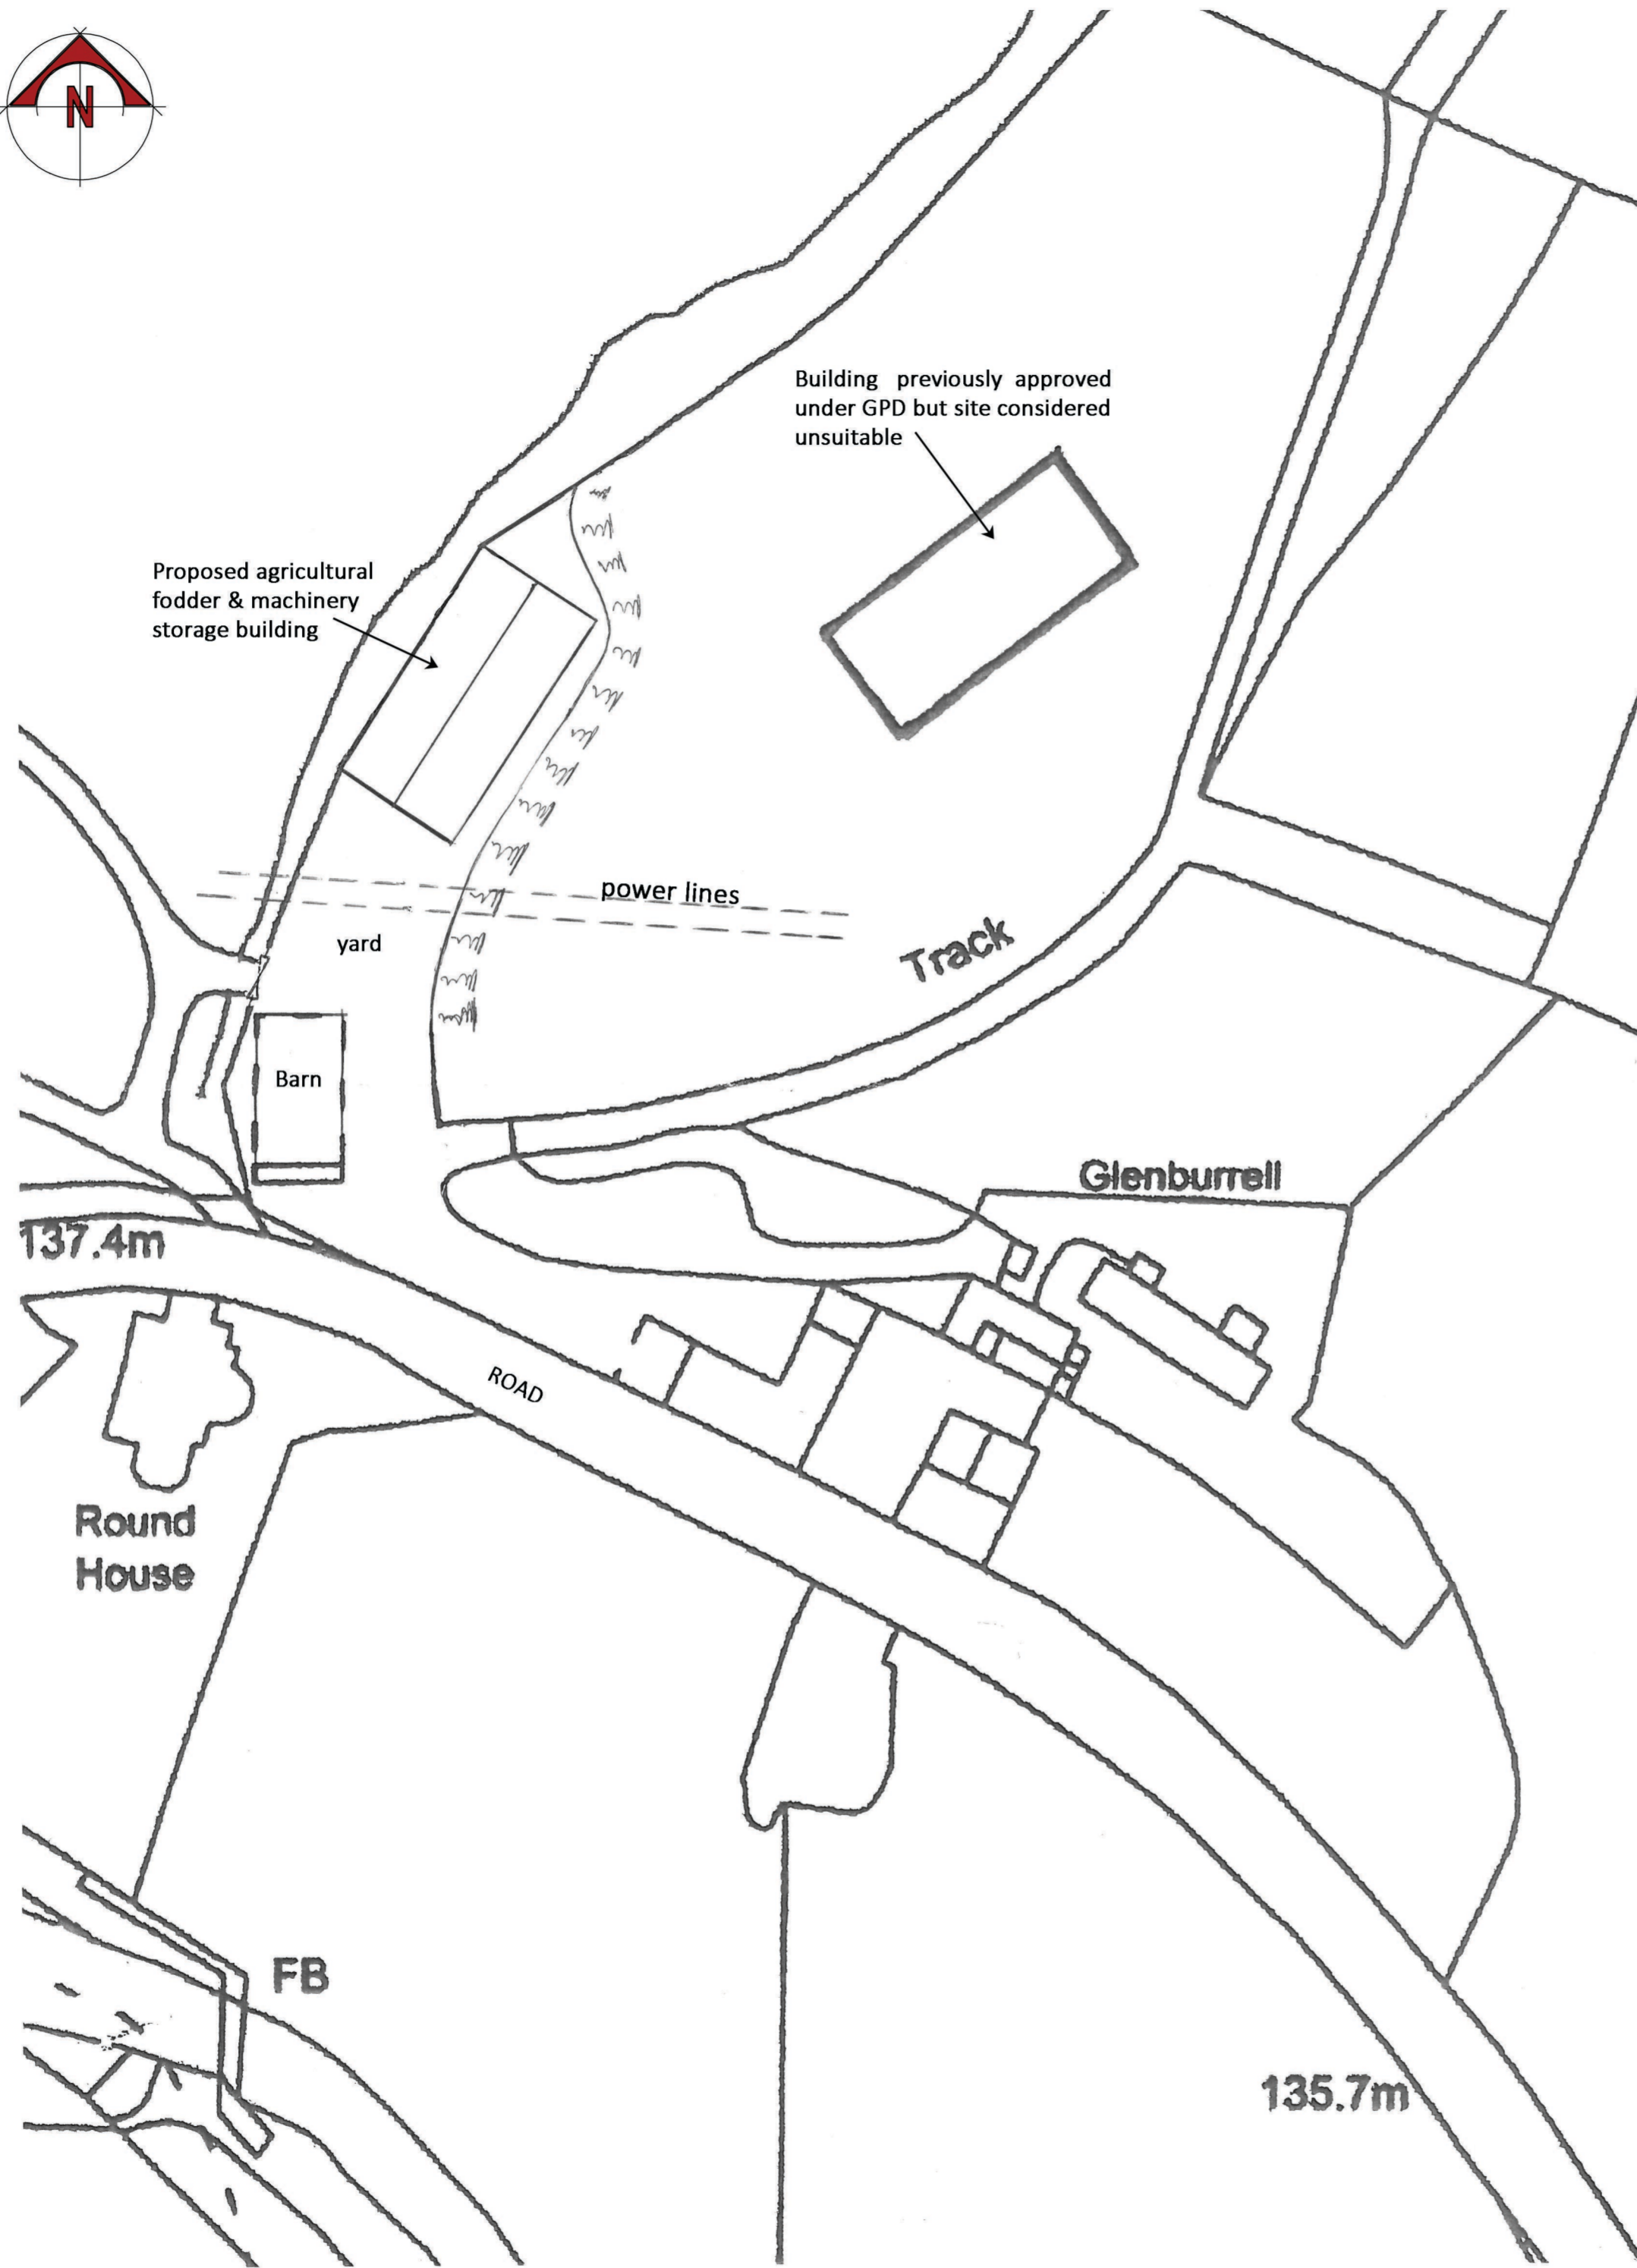 N
Building previously approved
under GPD but site considered
unsuitable
Proposed agricultural
fodder & machinery
storage building
power lines
yard
Track
Barn
Glenburrell
137.4m
ROAD
Round
House
FB
135.7m